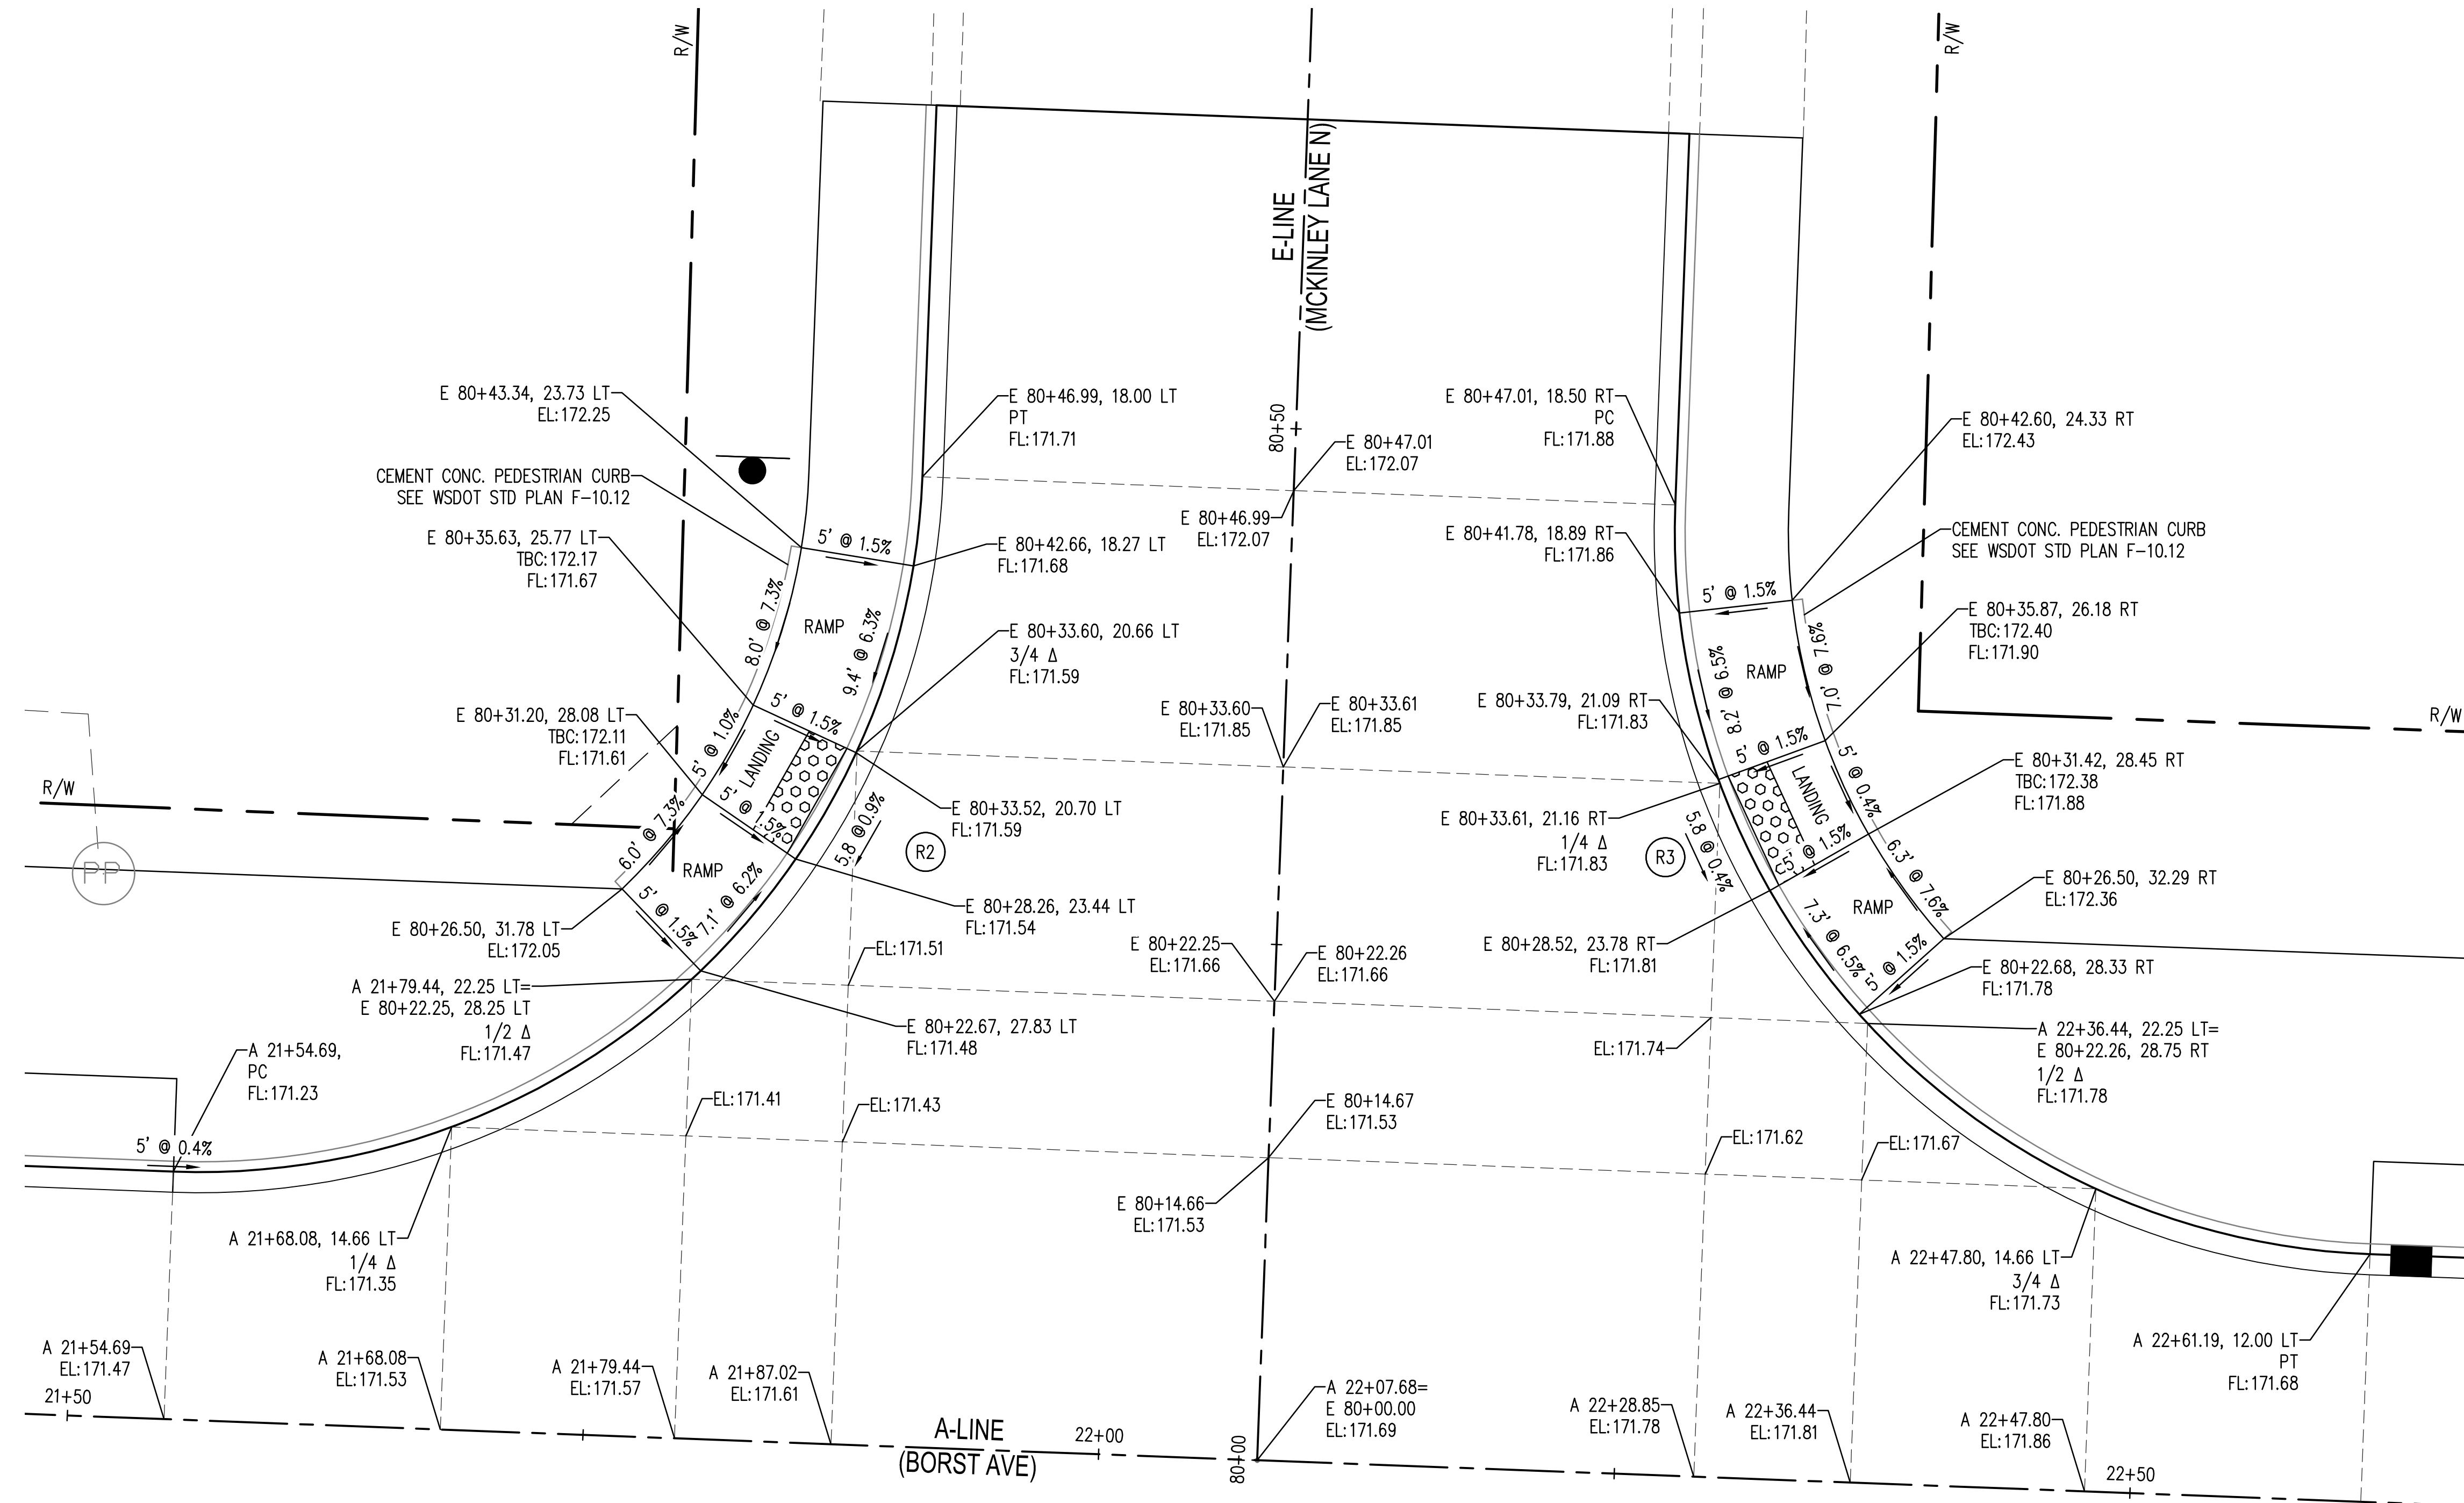 R/W
R/W
E-LINE
(MCKINLEY LANE N)
E 80+43.34, 23.73 LT
EL:172.25
E 80+46.99, 18.00 LT
PT
FL:171.71
80+50
E 80+47.01
EL:172.07
E 80+47.01, 18.50 RT
PC
FL:171.88
E 80+42.60, 24.33 RT
EL:172.43
CEMENT CONC. PEDESTRIAN CURB
SEE WSDOT STD PLAN F-10.12
E 80+46.99
EL:172.07
E 80+35.63, 25.77 LT
TBC:172.17
FL:171.67
5' @ 1.5%
E 80+42.66, 18.27 LT
FL:171.68
E 80+41.78, 18.89 RT
FL:171.86
CEMENT CONC. PEDESTRIAN CURB
SEE WSDOT STD PLAN F-10.12
5' @ 1.5%
8.0' @ 7.3%
RAMP
9.4' @ 6.3%
E 80+33.60, 20.66 LT
3/4 Δ
FL:171.59
E 80+35.87, 26.18 RT
TBC:172.40
FL:171.90
8.2' @ 6.5%
RAMP
7.0' @ 7.6%
E 80+31.20, 28.08 LT
TBC:172.11
FL:171.61
5' @ 1.0%
5' @ 1.5%
LANDING
5' @ 1.5%
E 80+33.60
EL:171.85
E 80+33.61
EL:171.85
E 80+33.79, 21.09 RT
FL:171.83
5' @ 1.5%
LANDING
5' @ 0.4%
5' @ 1.5%
R/W
E 80+31.42, 28.45 RT
TBC:172.38
FL:171.88
R/W
PP
6.0' @ 7.3%
RAMP
7.1' @ 6.2%
5' @ 1.5%
5.8 @ 0.9%
E 80+33.52, 20.70 LT
FL:171.59
R2
E 80+33.61, 21.16 RT
1/4 Δ
FL:171.83
R3
5.8 @ 0.4%
6.3' @ 7.6%
RAMP
7.3' @ 6.5%
5' @ 1.5%
E 80+26.50, 32.29 RT
EL:172.36
E 80+26.50, 31.78 LT
EL:172.05
E 80+28.26, 23.44 LT
FL:171.54
EL:171.51
E 80+22.25
EL:171.66
E 80+22.26
EL:171.66
E 80+28.52, 23.78 RT
FL:171.81
E 80+22.68, 28.33 RT
FL:171.78
A 21+79.44, 22.25 LT=
E 80+22.25, 28.25 LT
1/2 Δ
FL:171.47
E 80+22.67, 27.83 LT
FL:171.48
EL:171.74
A 22+36.44, 22.25 LT=
E 80+22.26, 28.75 RT
1/2 Δ
FL:171.78
A 21+54.69,
PC
FL:171.23
5' @ 0.4%
EL:171.41
EL:171.43
E 80+14.67
EL:171.53
EL:171.62
EL:171.67
E 80+14.66
EL:171.53
A 21+68.08, 14.66 LT
1/4 Δ
FL:171.35
A 22+47.80, 14.66 LT
3/4 Δ
FL:171.73
A 22+61.19, 12.00 LT
PT
FL:171.68
A 21+54.69
EL:171.47
21+50
A 21+68.08
EL:171.53
A 21+79.44
EL:171.57
A 21+87.02
EL:171.61
A-LINE
(BORST AVE)
22+00
80+00
A 22+07.68=
E 80+00.00
EL:171.69
A 22+28.85
EL:171.78
A 22+36.44
EL:171.81
A 22+47.80
EL:171.86
22+50